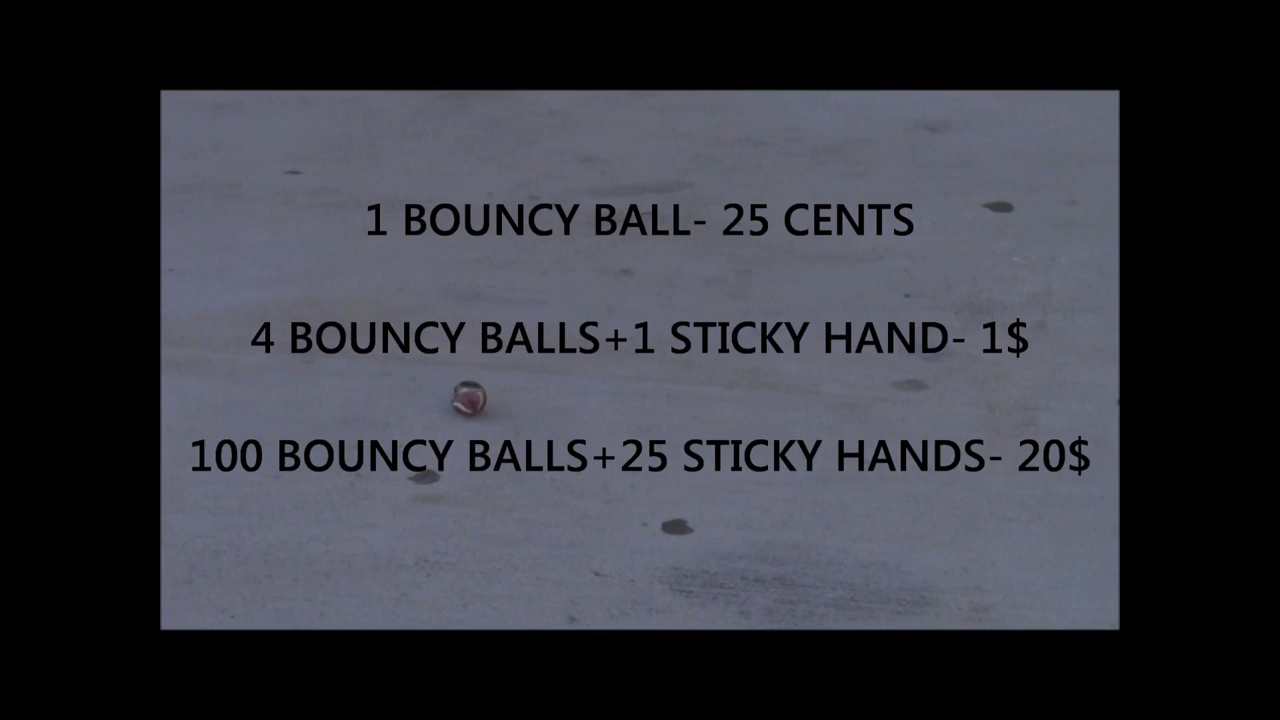 1 BOUNCY BALL- 25 CENTS
4 BOUNCY BALLS+1 STICKY HAND- 1$
100 BOUNCY BALLS+25 STICKY HANDS- 20$